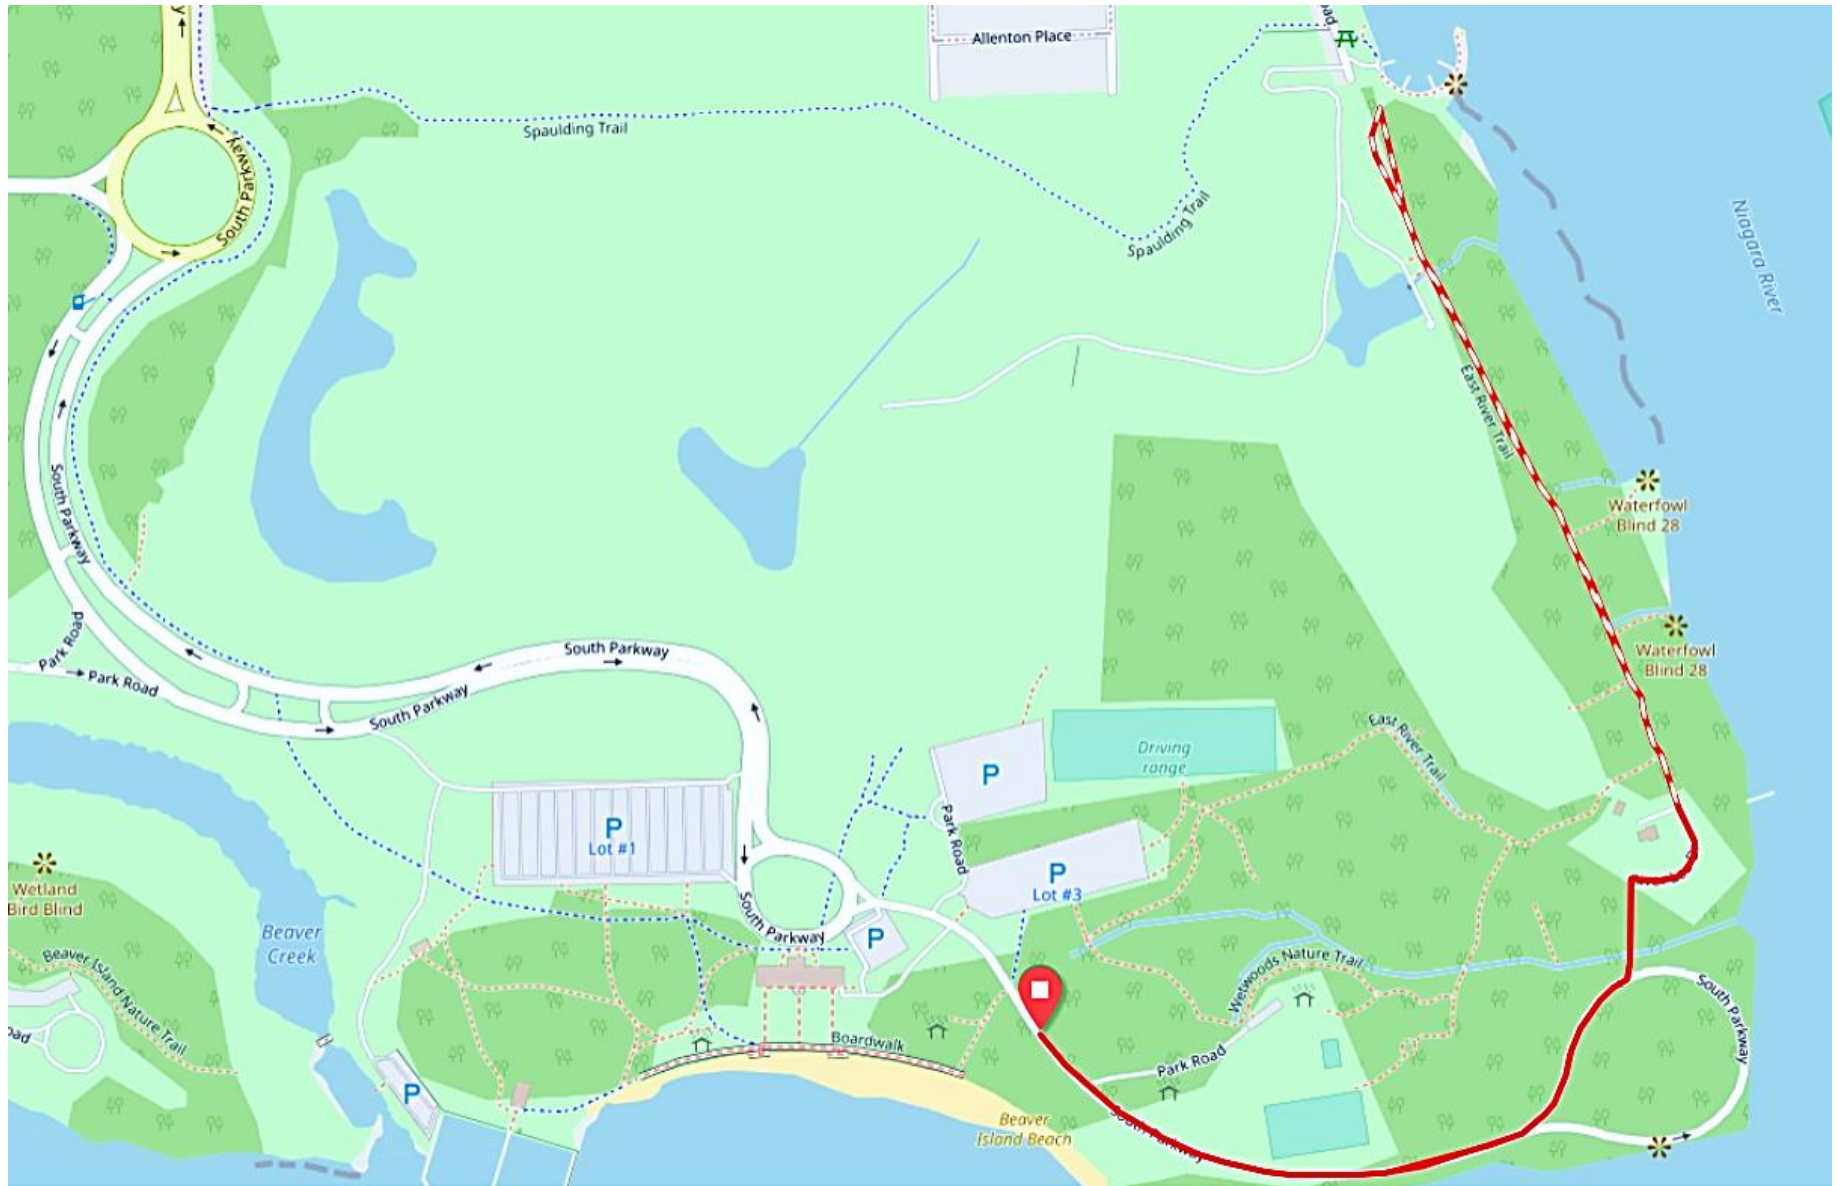 ad
Allenton Place
Spaulding Trail
South Parkway
Spaulding Trail
Niagara River
East River Trail
South Parkway
Waterfowl
Blind 28
Park Road
Park Road
South Parkway
South Parkway
Waterfowl
Blind 28
East River Trail
Driving
range
P
P
Lot #1
Park Road
P
Lot #3
Wetland
Bird Blind
South Parkway
P
Beaver
Creek
Beaver Island Nature Trail
Wetwoods Nature Trail
South Parkway
oad
Boardwalk
Park Road
P
Beaver
Island Beach
South Parkway